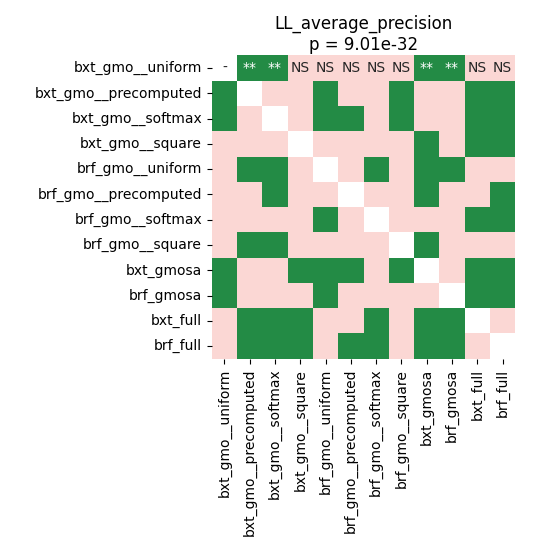 LL_average_precision
p = 9.01e-32
bxt_gmo__uniform - ** ** NS NS NS NS NS ** ** NS NS
bxt_gmo__precomputed
bxt_gmo__softmax
bxt_gmo__square
brf_gmo__uniform
brf_gmo__precomputed
brf_gmo__softmax
brf_gmo__square
bxt_gmosa
brf_gmosa
bxt_full
brf_full
bxt_gmo__uniform
bxt_gmo__precomputed
bxt_gmo__softmax
bxt_gmo__square
brf_gmo__uniform
brf_gmo__precomputed
brf_gmo__softmax
brf_gmo__square
bxt_gmosa
brf_gmosa
bxt_full
brf_full